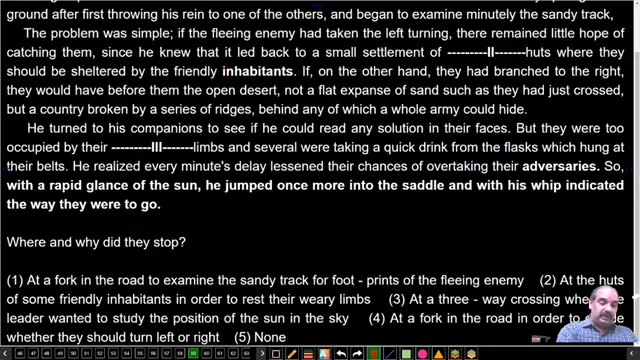 ground after first throwing his rein to one of the others, and began to examine minutely the sandy track,
The problem was simple; if the fleeing enemy had taken the left turning, there remained little hope of
catching them, since he knew that it led back to a small settlement of ---------II-------huts where they
should be sheltered by the friendly inhabitants. If, on the other hand, they had branched to the right,
they would have before them the open desert, not a flat expanse of sand such as they had just crossed,
but a country broken by a series of ridges, behind any of which a whole army could hide.
He turned to his companions to see if he could read any solution in their faces. But they were too
occupied by their ---------III-------limbs and several were taking a quick drink from the flasks which hung at
their belts. He realized every minute's delay lessened their chances of overtaking their adversaries. So,
with a rapid glance of the sun, he jumped once more into the saddle and with his whip indicated
the way they were to go.
Where and why did they stop?
(1) At a fork in the road to examine the sandy track for foot - prints of the fleeing enemy (2) At the huts
of some friendly inhabitants in order to rest their weary limbs (3) At a three - way crossing
leader wanted to study the position of the sun in the sky (4) At a fork in the road in order to
whether they should turn left or right (5) None